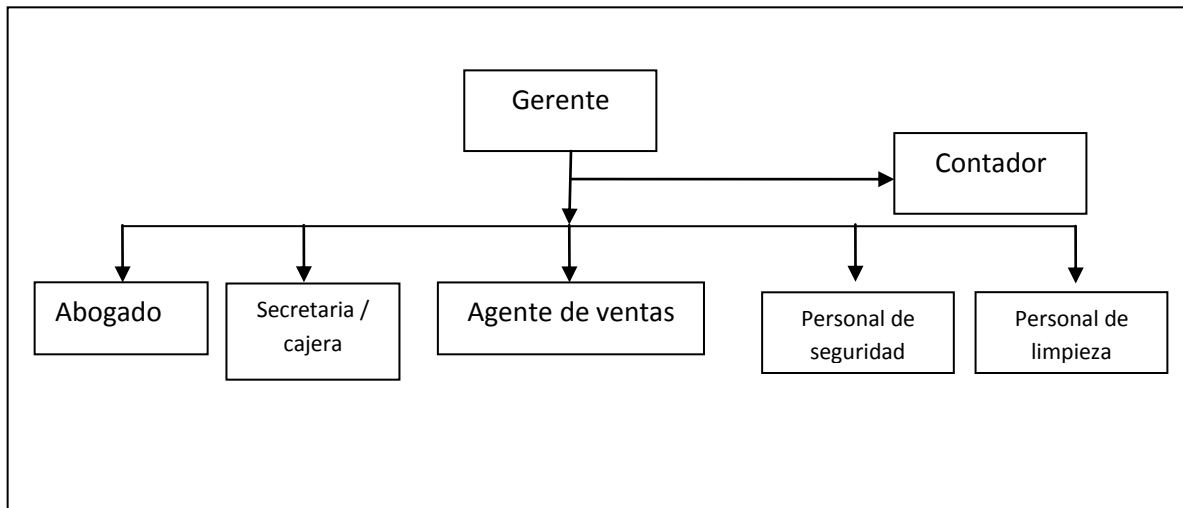 Gerente
Contador
Abogado
Secretaria /
cajera
Agente de ventas
Personal de
seguridad
Personal de
limpieza